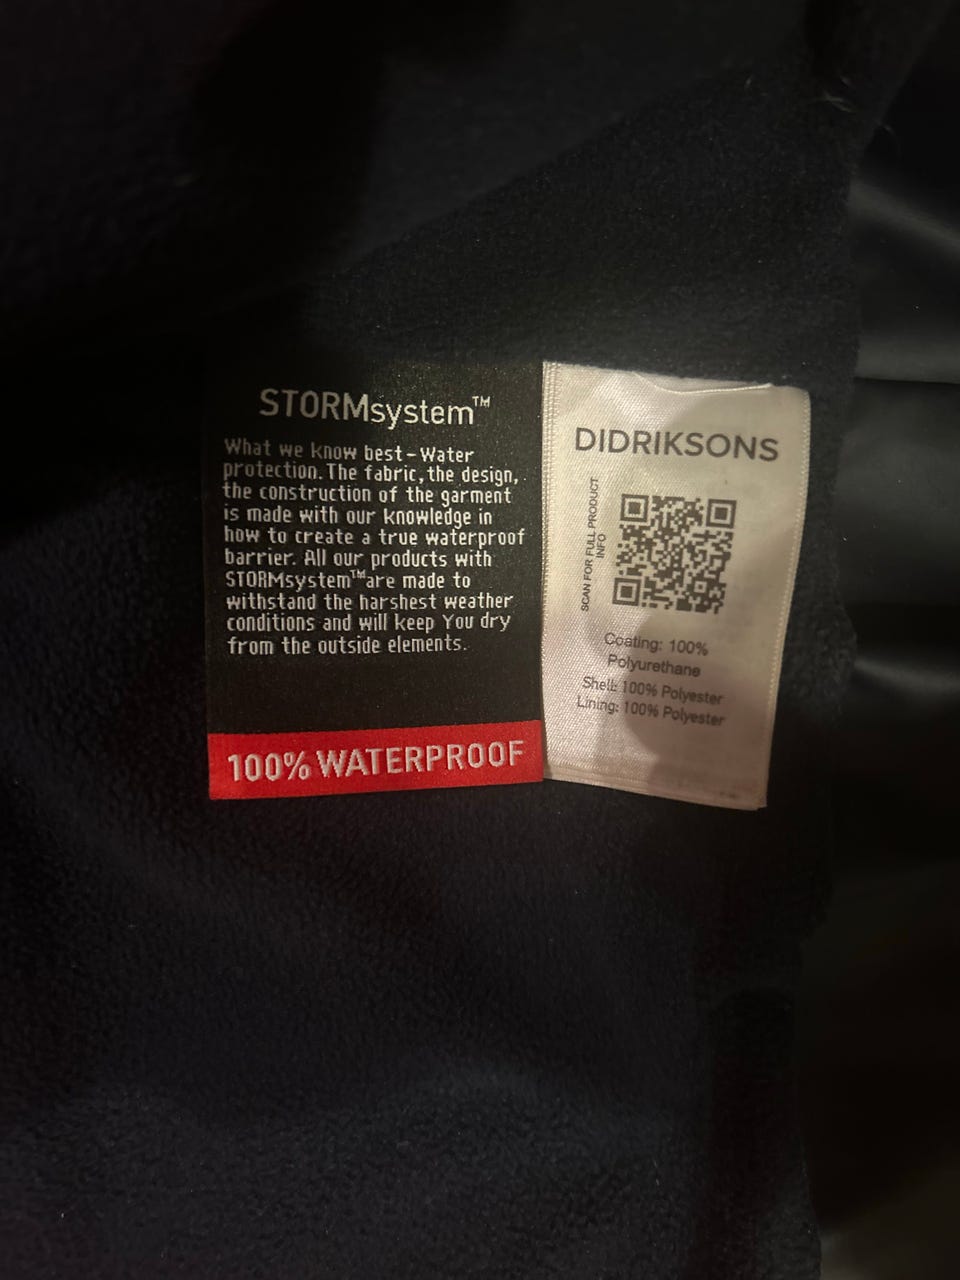 STORMsystem™
What we know best-Water
protection. The fabric, the design,
the construction of the garment
is made with our knowledge in
how to create a true waterproof
barrier. All our products with
STORMsystem™are made to
withstand the harshest weather
conditions and will keep You dry
from the outside elements.
100% WATERPROOF
DIDRIKSONS
SCAN FOR FULL PRODUCT
INFO
Coating: 100%
Polyurethane
Shell: 100% Polyester
Lining: 100% Polyester